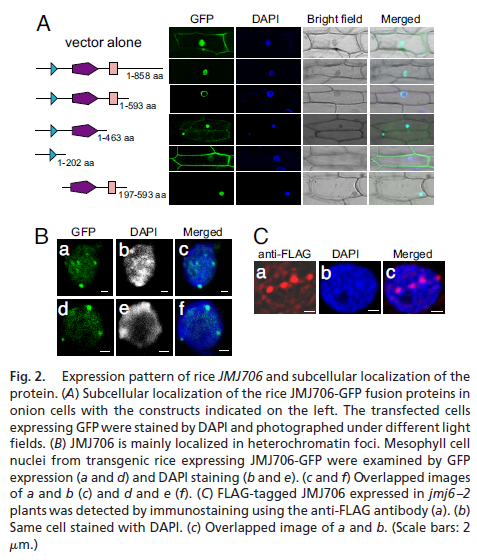 A
GFP DAPI Bright field Merged
vector alone
1-858 aa
1-593 aa
1-463 aa
1-202 aa
197-593 aa
B
GFP DAPI Merged
a b c
d e f
C
anti-FLAG DAPI Merged
a b c
Fig. 2. Expression pattern of rice JMJ706 and subcellular localization of the
protein. (A) Subcellular localization of the rice JMJ706-GFP fusion proteins in
onion cells with the constructs indicated on the left. The transfected cells
expressing GFP were stained by DAPI and photographed under different light
fields. (B) JMJ706 is mainly localized in heterochromatin foci. Mesophyll cell
nuclei from transgenic rice expressing JMJ706-GFP were examined by GFP
expression (a and d) and DAPI staining (b and e). (c and f) Overlapped images
of a and b (c) and d and e (f). (C) FLAG-tagged JMJ706 expressed in jmj6–2
plants was detected by immunostaining using the anti-FLAG antibody (a). (b)
Same cell stained with DAPI. (c) Overlapped image of a and b. (Scale bars: 2
μm.)